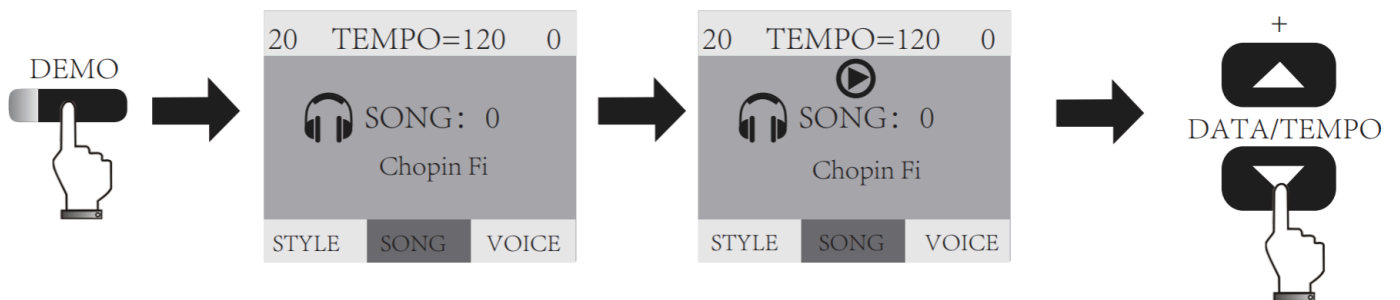 DEMO
20 TEMPO=120 0
SONG: 0
Chopin Fi
STYLE SONG VOICE
20 TEMPO=120 0
SONG: 0
Chopin Fi
STYLE SONG VOICE
+
DATA/TEMPO